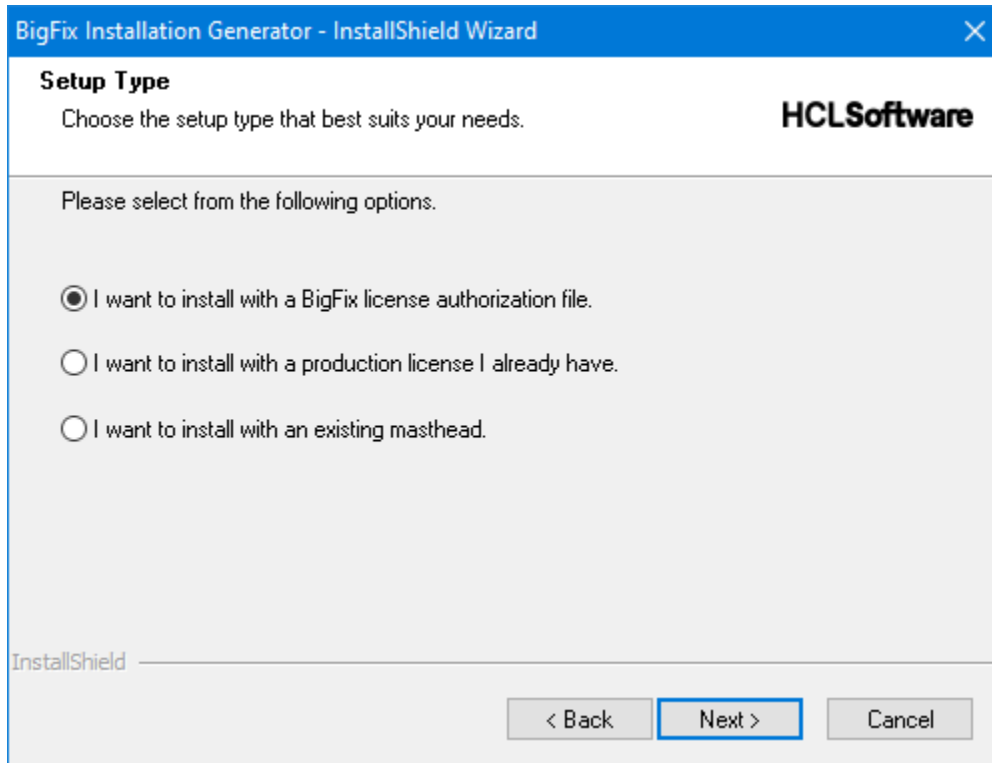 BigFix Installation Generator - InstallShield Wizard
Setup Type
Choose the setup type that best suits your needs.
HCLSoftware
Please select from the following options.
I want to install with a BigFix license authorization file.
I want to install with a production license I already have.
I want to install with an existing masthead.
InstallShield
< Back
Next >
Cancel